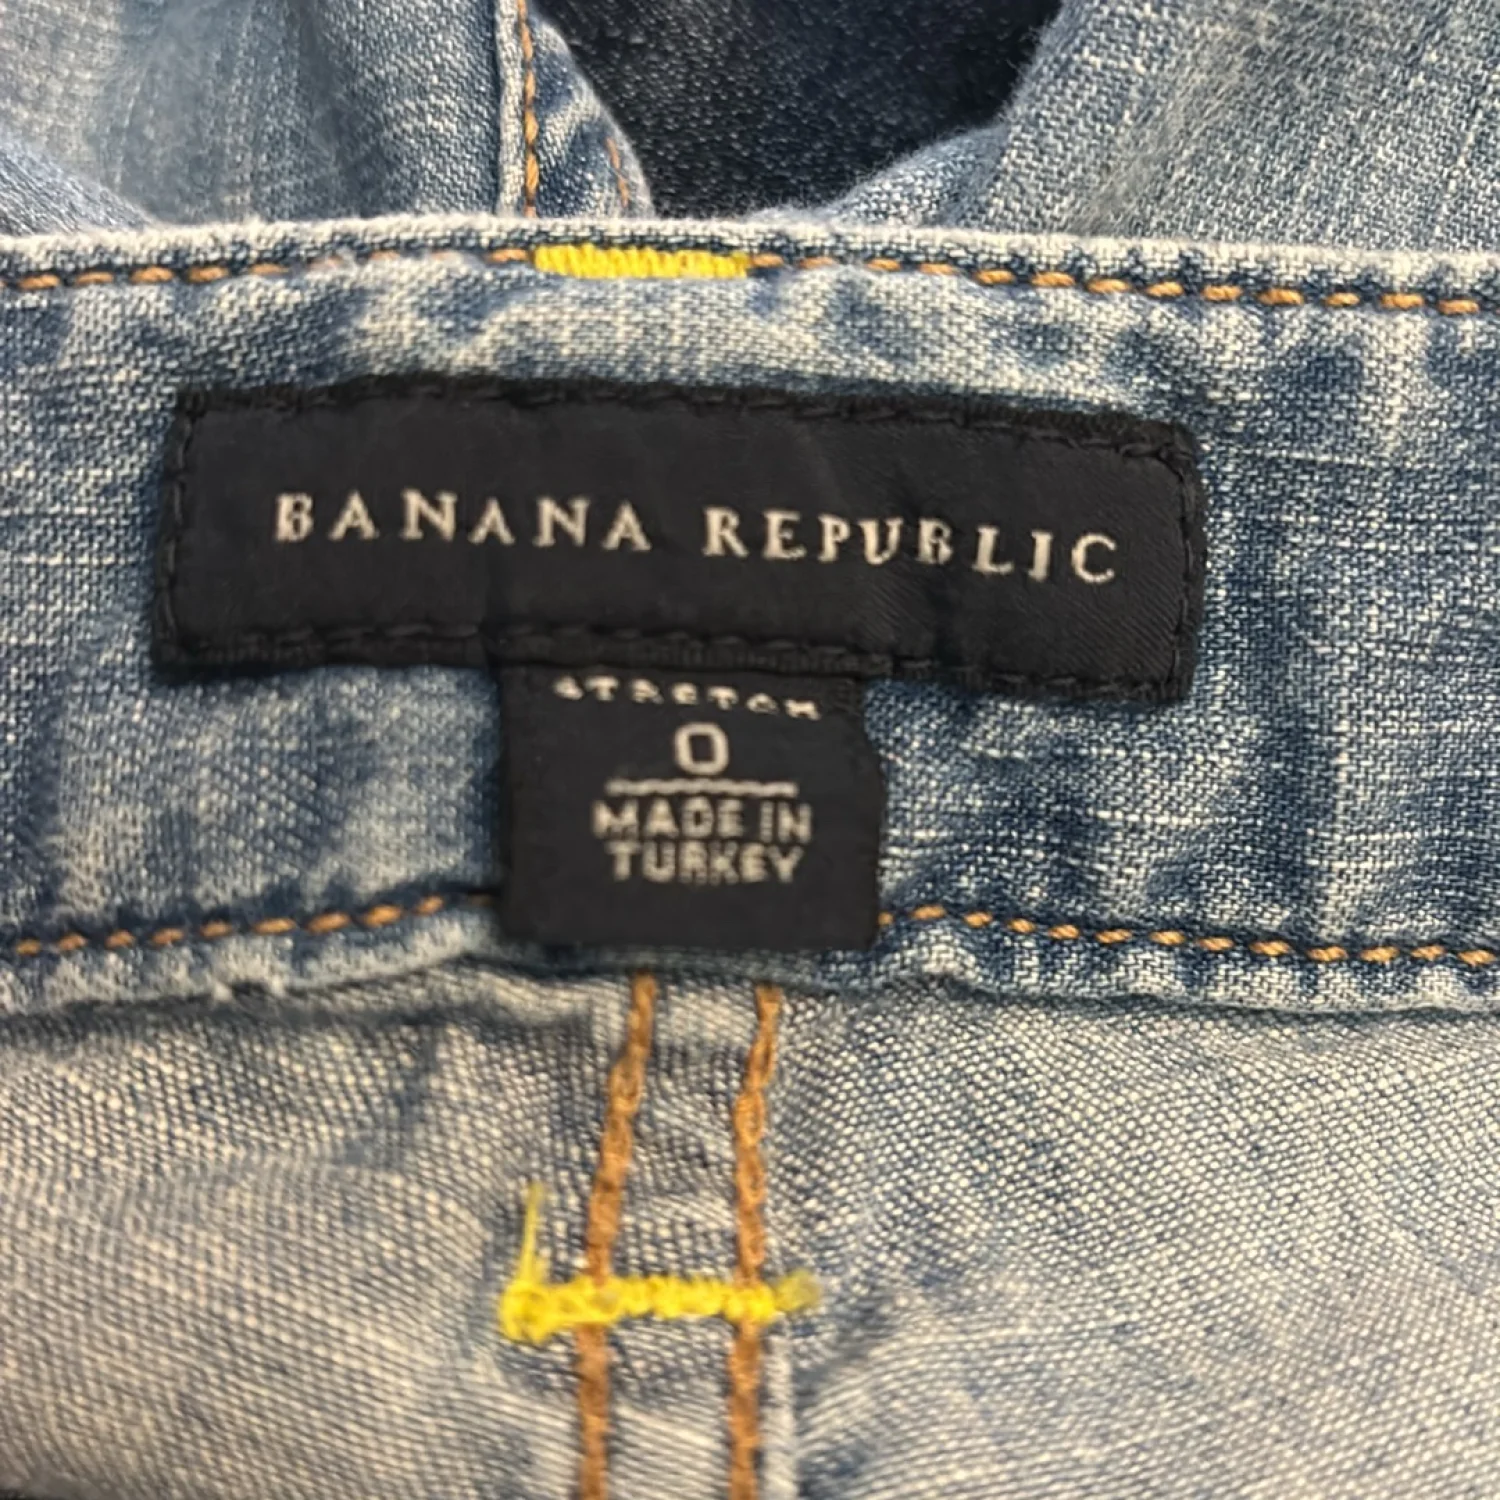 BANANA REPUBLIC
STRETCH
0
MADE IN
TURKEY